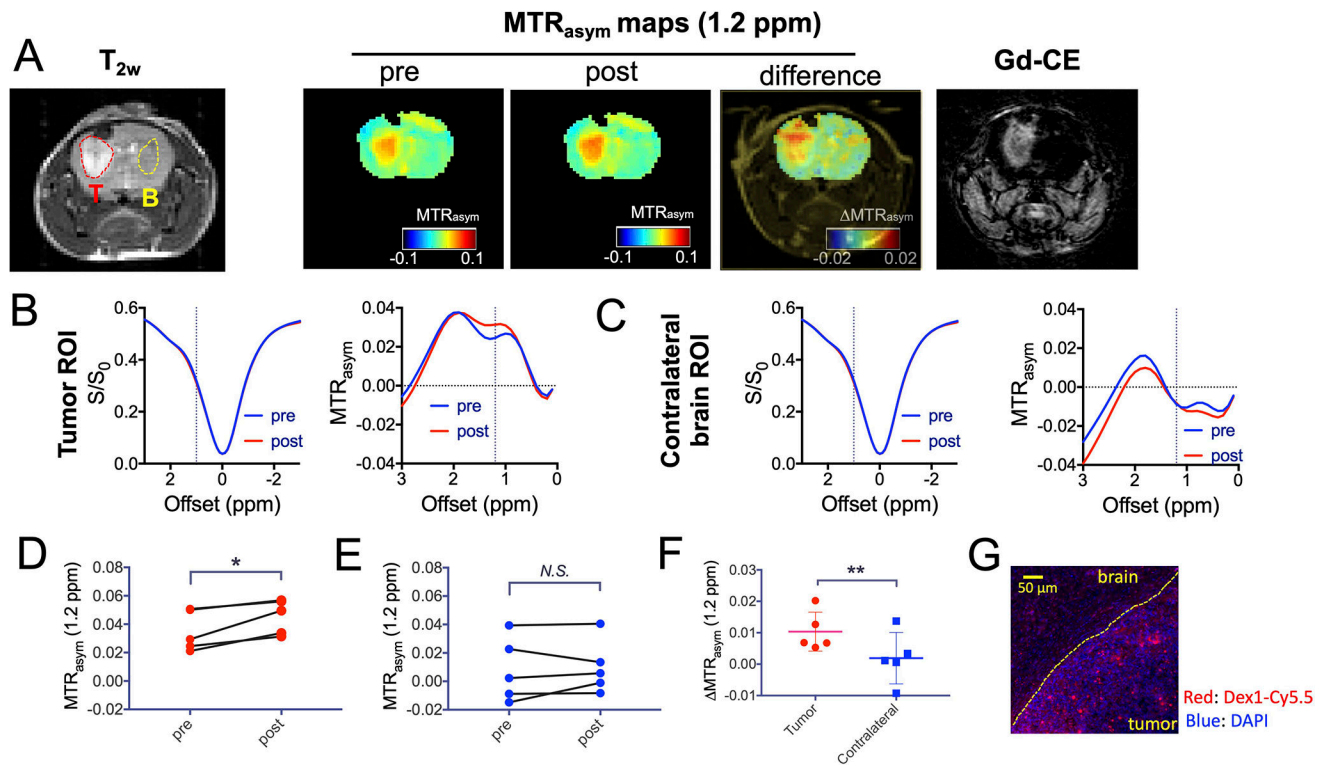 MTRasym maps (1.2 ppm)
A
T2w
pre
post
difference
Gd-CE
T
B
MTRasym
-0.1
0.1
MTRasym
-0.1
0.1
ΔMTRasym
-0.02
0.02
B
Tumor ROI
S/S0
0.6
0.4
0.2
0.0
2
0
-2
Offset (ppm)
pre
post
MTRasym
0.04
0.02
0.00
-0.02
-0.04
3
2
1
0
Offset (ppm)
pre
post
C
Contralateral
brain ROI
S/S0
0.6
0.4
0.2
0.0
2
0
-2
Offset (ppm)
pre
post
MTRasym
0.04
0.02
0.00
-0.02
-0.04
3
2
1
0
Offset (ppm)
pre
post
D
MTRasym (1.2 ppm)
0.08
0.06
0.04
0.02
0.00
-0.02
*
pre
post
E
MTRasym (1.2 ppm)
0.08
0.06
0.04
0.02
0.00
-0.02
N.S.
pre
post
F
ΔMTRasym (1.2 ppm)
0.03
0.02
0.01
0.00
-0.01
**
Tumor
Contralateral
G
50 µm
brain
tumor
Red: Dex1-Cy5.5
Blue: DAPI